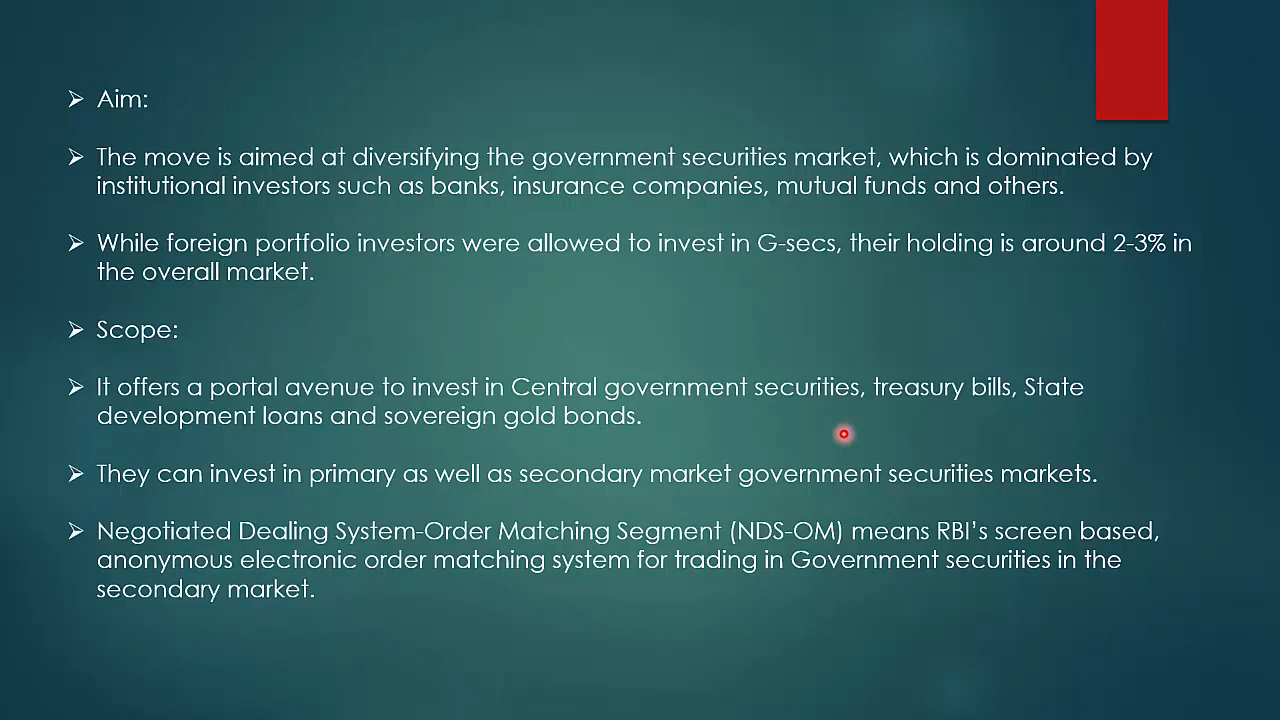 Aim:
The move is aimed at diversifying the government securities market, which is dominated by
institutional investors such as banks, insurance companies, mutual funds and others.
While foreign portfolio investors were allowed to invest in G-secs, their holding is around 2-3% in
the overall market.
Scope:
It offers a portal avenue to invest in Central government securities, treasury bills, State
development loans and sovereign gold bonds.
They can invest in primary as well as secondary market government securities markets.
Negotiated Dealing System-Order Matching Segment (NDS-OM) means RBI’s screen based,
anonymous electronic order matching system for trading in Government securities in the
secondary market.